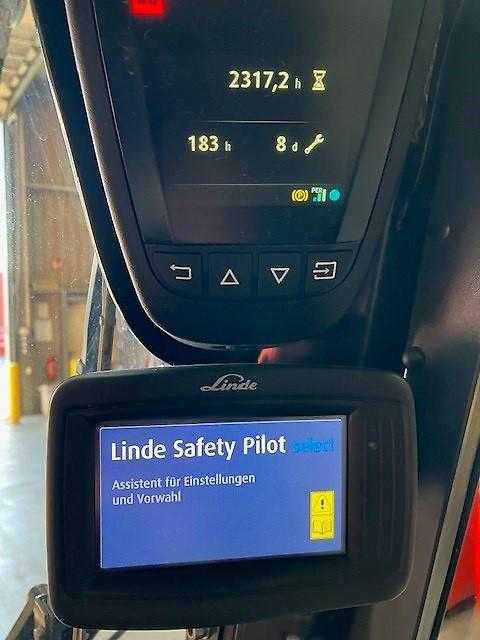 2317,2 h
183 h 8 d
PER
Linde
Linde Safety Pilot select
Assistent für Einstellungen
und Vorwahl